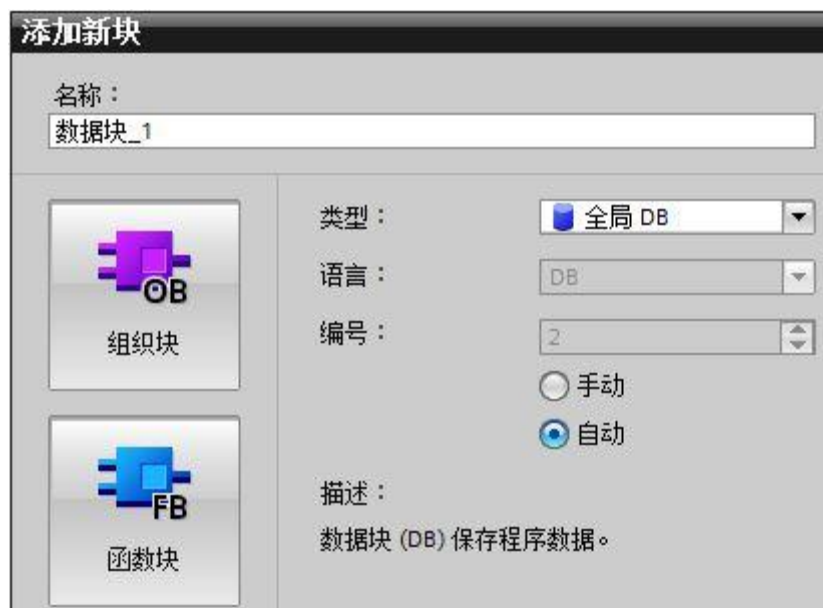 添加新块
名称：
数据块_1
OB
组织块
FB
函数块
类型：
全局 DB
语言：
DB
编号：
2
手动
自动
描述：
数据块 (DB) 保存程序数据。